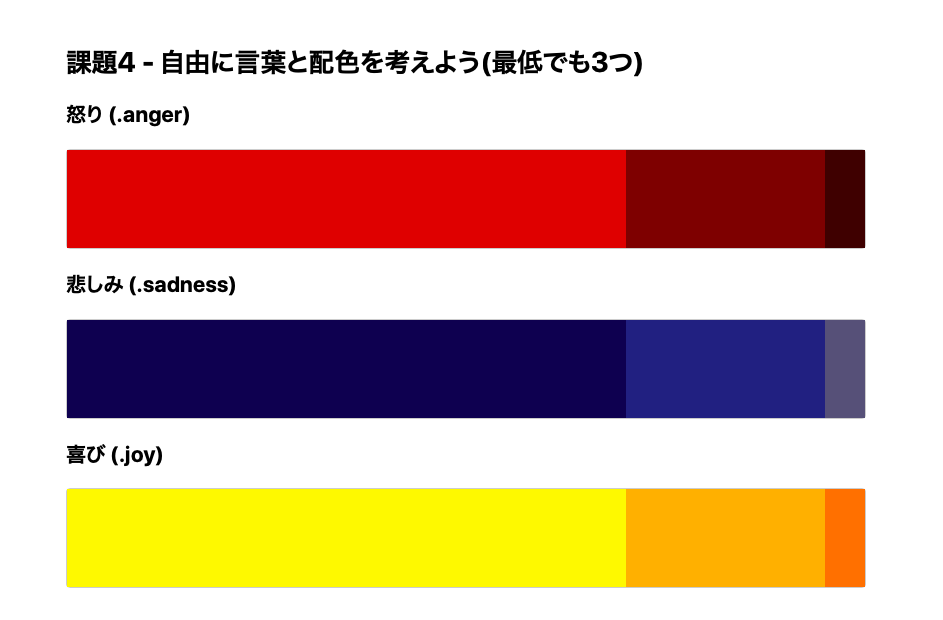 課題4 - 自由に言葉と配色を考えよう(最低でも3つ)
怒り (.anger)
悲しみ (.sadness)
喜び (.joy)